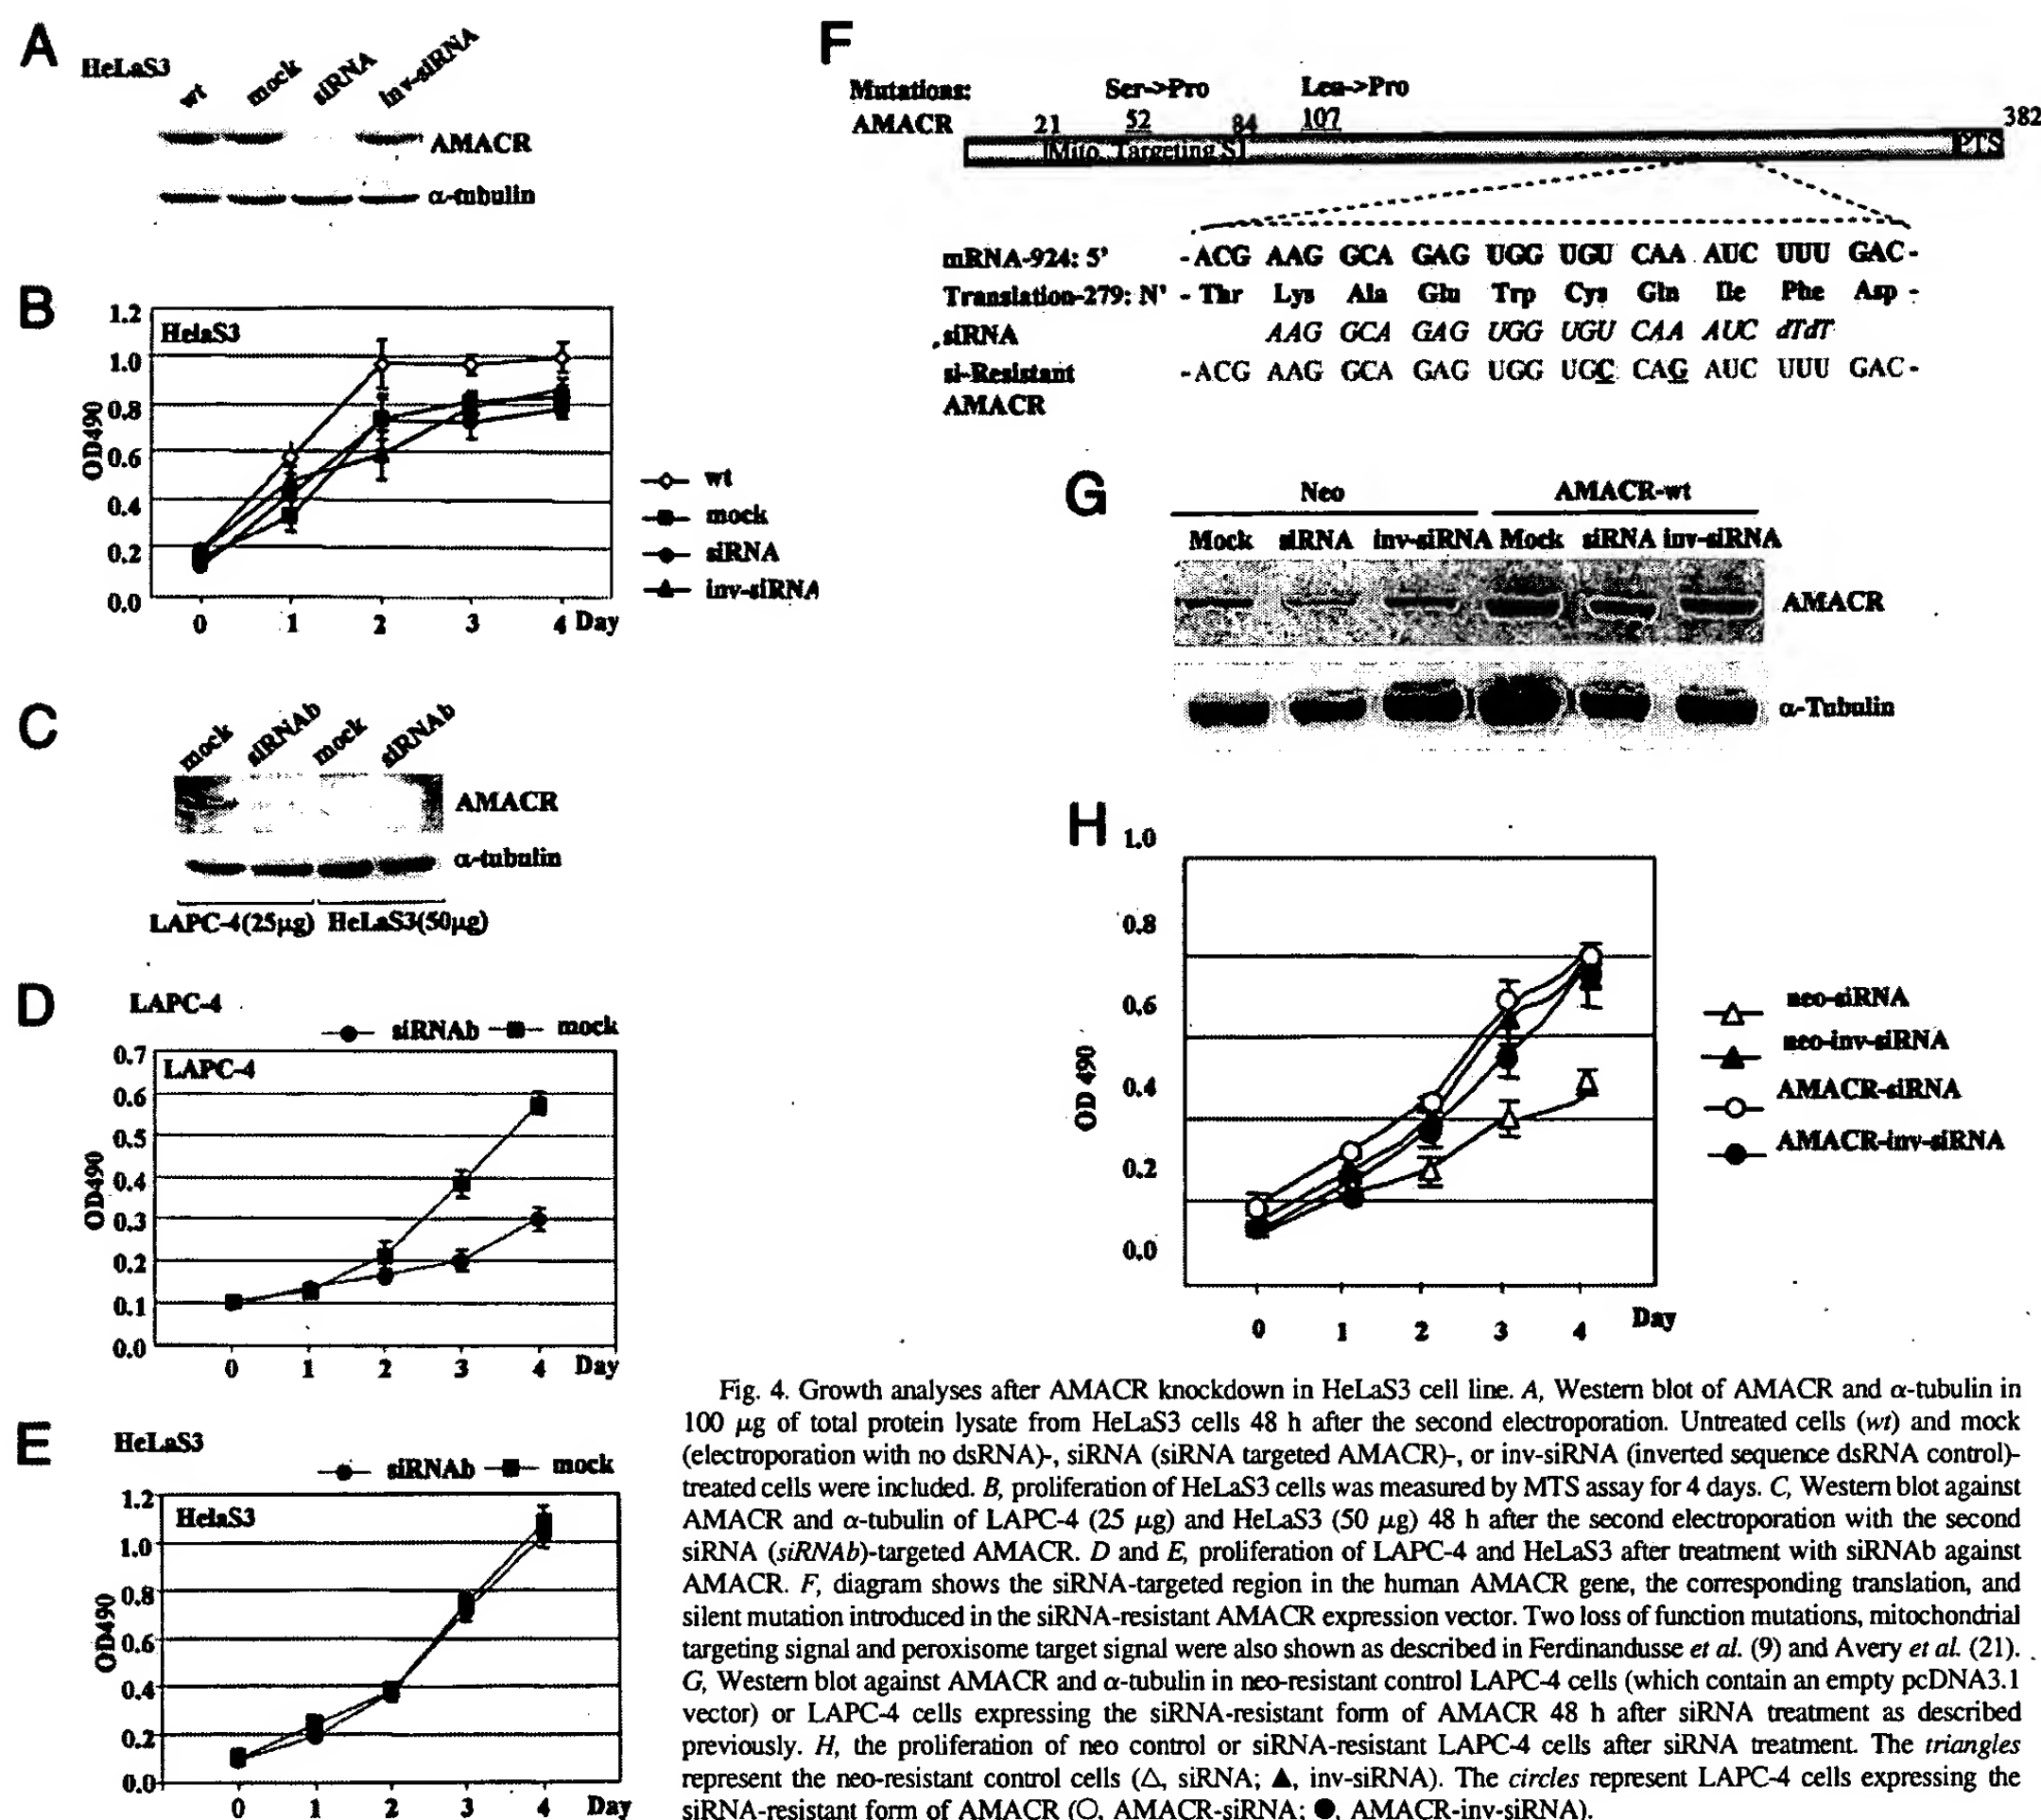 A
HeLaS3
wt mock siRNA inv-siRNA
AMACR
α-tubulin
B
HelaS3
OD490
1.2
1.0
0.8
0.6
0.4
0.2
0.0
0 1 2 3 4 Day
wt
mock
siRNA
inv-siRNA
C
mock siRNAb mock siRNAb
AMACR
α-tubulin
LAPC-4(25µg) HeLaS3(50µg)
D
LAPC-4
siRNAb mock
LAPC-4
OD490
0.7
0.6
0.5
0.4
0.3
0.2
0.1
0.0
0 1 2 3 4 Day
E
HeLaS3
siRNAb mock
HelaS3
OD490
1.2
1.0
0.8
0.6
0.4
0.2
0.0
0 1 2 3 4 Day
F
Mutations: Ser->Pro Leu->Pro
AMACR 21 52 84 107 382
Mito. Targeting S PTS
mRNA-924: 5' -ACG AAG GCA GAG UGG UGU CAA AUC UUU GAC-
Translation-279: N' - Thr Lys Ala Glu Trp Cys Gln Ile Phe Asp -
siRNA AAG GCA GAG UGG UGU CAA AUC dTdT
si-Resistant -ACG AAG GCA GAG UGG UGC CAG AUC UUU GAC-
AMACR
G
Neo AMACR-wt
Mock siRNA inv-siRNA Mock siRNA inv-siRNA
AMACR
α-Tubulin
H
OD 490
1.0
0.8
0.6
0.4
0.2
0.0
0 1 2 3 4 Day
neo-siRNA
neo-inv-siRNA
AMACR-siRNA
AMACR-inv-siRNA
Fig. 4. Growth analyses after AMACR knockdown in HeLaS3 cell line. A, Western blot of AMACR and α-tubulin in
100 µg of total protein lysate from HeLaS3 cells 48 h after the second electroporation. Untreated cells (wt) and mock
(electroporation with no dsRNA)-, siRNA (siRNA targeted AMACR)-, or inv-siRNA (inverted sequence dsRNA control)-
treated cells were included. B, proliferation of HeLaS3 cells was measured by MTS assay for 4 days. C, Western blot against
AMACR and α-tubulin of LAPC-4 (25 µg) and HeLaS3 (50 µg) 48 h after the second electroporation with the second
siRNA (siRNAb)-targeted AMACR. D and E, proliferation of LAPC-4 and HeLaS3 after treatment with siRNAb against
AMACR. F, diagram shows the siRNA-targeted region in the human AMACR gene, the corresponding translation, and
silent mutation introduced in the siRNA-resistant AMACR expression vector. Two loss of function mutations, mitochondrial
targeting signal and peroxisome target signal were also shown as described in Ferdinandusse et al. (9) and Avery et al. (21).
G, Western blot against AMACR and α-tubulin in neo-resistant control LAPC-4 cells (which contain an empty pcDNA3.1
vector) or LAPC-4 cells expressing the siRNA-resistant form of AMACR 48 h after siRNA treatment as described
previously. H, the proliferation of neo control or siRNA-resistant LAPC-4 cells after siRNA treatment. The triangles
represent the neo-resistant control cells (△, siRNA; ▲, inv-siRNA). The circles represent LAPC-4 cells expressing the
siRNA-resistant form of AMACR (○, AMACR-siRNA; ●, AMACR-inv-siRNA).